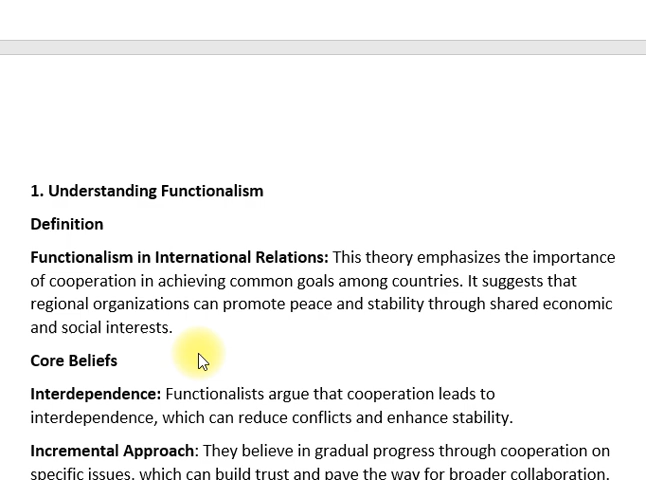 1. Understanding Functionalism
Definition
Functionalism in International Relations: This theory emphasizes the importance
of cooperation in achieving common goals among countries. It suggests that
regional organizations can promote peace and stability through shared economic
and social interests.
Core Beliefs
Interdependence: Functionalists argue that cooperation leads to
interdependence, which can reduce conflicts and enhance stability.
Incremental Approach: They believe in gradual progress through cooperation on
specific issues, which can build trust and pave the way for broader collaboration.